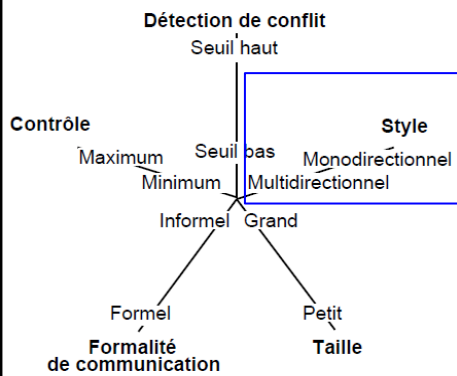 Détection de conflit
Seuil haut
Contrôle
Style
Maximum
Seuil bas
Monodirectionnel
Minimum
Multidirectionnel
Informel
Grand
Formel
Petit
Formalité
de communication
Taille